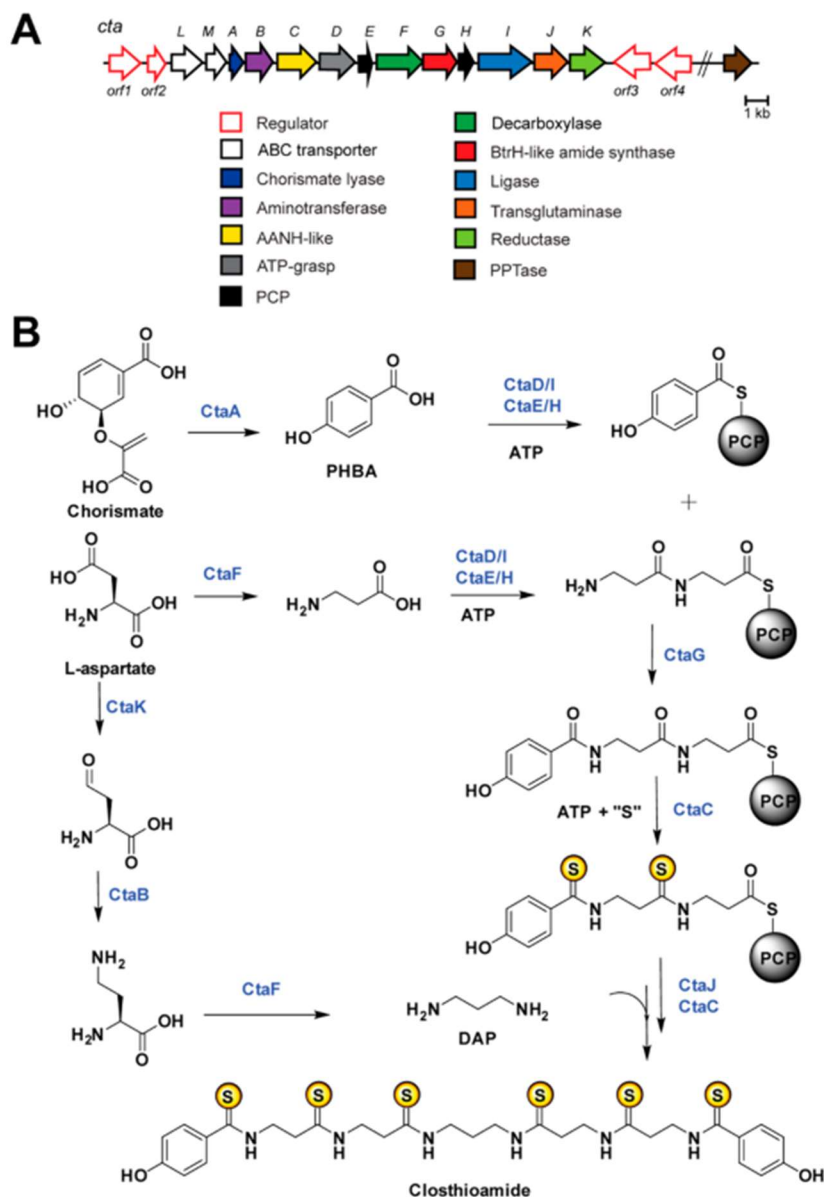 A
cta
L M A B C D E F G H I J K
orf1 orf2 orf3 orf4
1 kb
Regulator
ABC transporter
Chorismate lyase
Aminotransferase
AANH-like
ATP-grasp
PCP
Decarboxylase
BtrH-like amide synthase
Ligase
Transglutaminase
Reductase
PPTase
B
O
OH
HO
O
HO
O
Chorismate
CtaA
O
OH
HO
PHBA
CtaD/I
CtaE/H
ATP
O
S
HO
PCP
+
O
HO
OH
H2N
O
L-aspartate
CtaF
O
H2N
OH
CtaD/I
CtaE/H
ATP
O
O
H2N
N
H
S
PCP
CtaK
CtaG
O
OH
H2N
O
O
O
O
N
H
N
H
S
HO
PCP
ATP + "S"
CtaC
CtaB
S
S
O
N
H
N
H
S
HO
PCP
NH2
OH
H2N
O
CtaF
H2N
NH2
DAP
CtaJ
CtaC
S S S S S S
N
H
N
H
N
H
N
H
N
H
N
H
HO
OH
Closthioamide